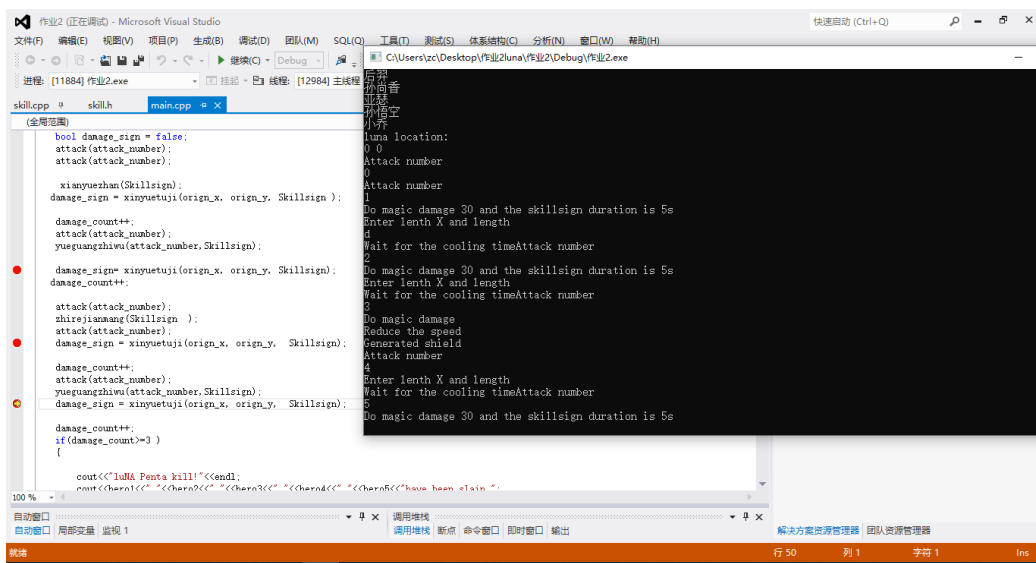 作业2 (正在调试) - Microsoft Visual Studio
快速启动 (Ctrl+Q)
文件(F) 编辑(E) 视图(V) 项目(P) 生成(B) 调试(D) 团队(M) SQL(Q) 工具(T) 测试(S) 体系结构(C) 分析(N) 窗口(W) 帮助(H)
继续(C) Debug
进程: [11884] 作业2.exe 挂起 线程: [12984] 主线程
skill.cpp skill.h main.cpp
(全局范围)
bool damage_sign = false;
attack(attack_number);
attack(attack_number);
xianyuezhan(Skillsign);
damage_sign = xinyuetuji(orign_x, orign_y, Skillsign );
damage_count++;
attack(attack_number);
yueguangzhiwu(attack_number,Skillsign);
damage_sign= xinyuetuji(orign_x, orign_y, Skillsign);
damage_count++;
attack(attack_number);
zhirejianmang(Skillsign );
attack(attack_number);
damage_sign = xinyuetuji(orign_x, orign_y, Skillsign);
damage_count++;
attack(attack_number);
yueguangzhiwu(attack_number,Skillsign);
damage_sign = xinyuetuji(orign_x, orign_y, Skillsign);
damage_count++;
if(damage_count>=3 )
{
cout<<"luNA Penta kill!"<<endl;
cout<<hero1<<" "<<hero2<<" "<<hero3<<" "<<hero4<<" "<<hero5<<"have been slain ";
100 %
C:\Users\zc\Desktop\作业2luna\作业2\Debug\作业2.exe
后羿
孙尚香
亚瑟
孙悟空
小乔
luna location:
0 0
Attack number
0
Attack number
1
Do magic damage 30 and the skillsign duration is 5s
Enter lenth X and length
d
Wait for the cooling timeAttack number
2
Do magic damage 30 and the skillsign duration is 5s
Enter lenth X and length
Wait for the cooling timeAttack number
3
Do magic damage
Reduce the speed
Generated shield
Attack number
4
Enter lenth X and length
Wait for the cooling timeAttack number
5
Do magic damage 30 and the skillsign duration is 5s
自动窗口
自动窗口 局部变量 监视 1
调用堆栈
调用堆栈 断点 命令窗口 即时窗口 输出
解决方案资源管理器 团队资源管理器
就绪 行 50 列 1 字符 1 Ins